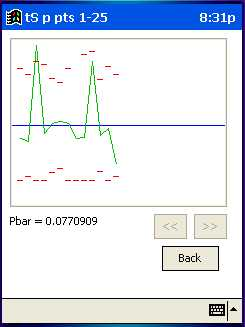 tS p pts 1-25 8:31p
Pbar = 0.0770909
<< >>
Back